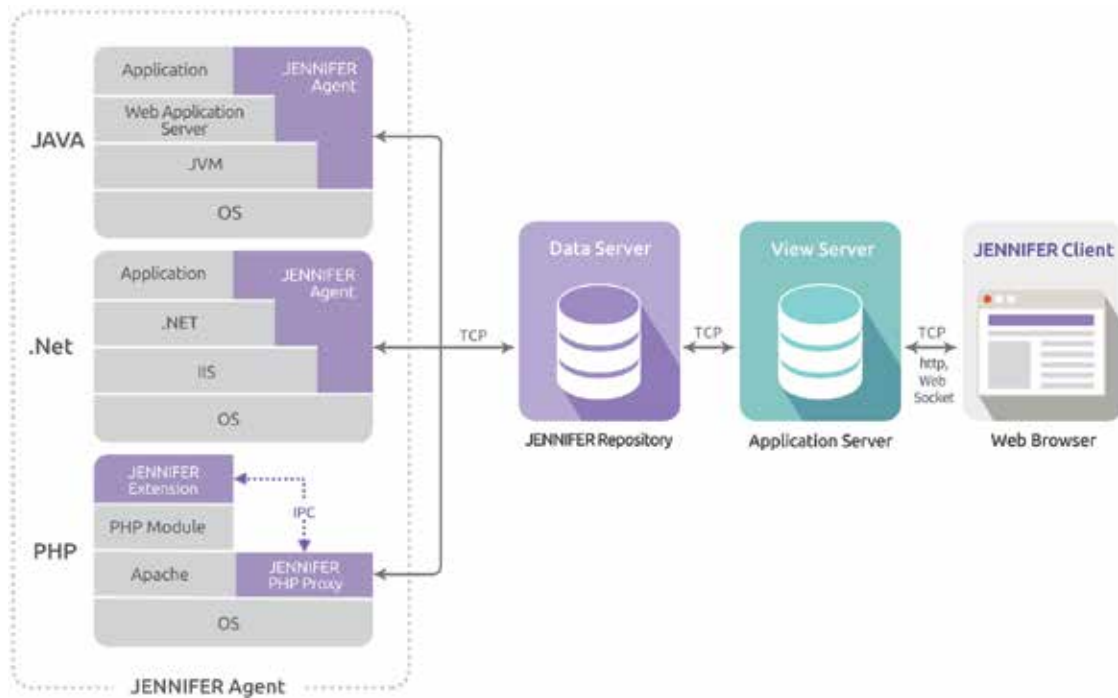 JAVA
Application
JENNIFER
Agent
Web Application
Server
JVM
OS
.Net
Application
JENNIFER
Agent
.NET
IIS
OS
PHP
JENNIFER
Extension
IPC
PHP Module
Apache
JENNIFER
PHP Proxy
OS
JENNIFER Agent
TCP
Data Server
JENNIFER Repository
TCP
View Server
Application Server
TCP
http,
Web
Socket
JENNIFER Client
Web Browser